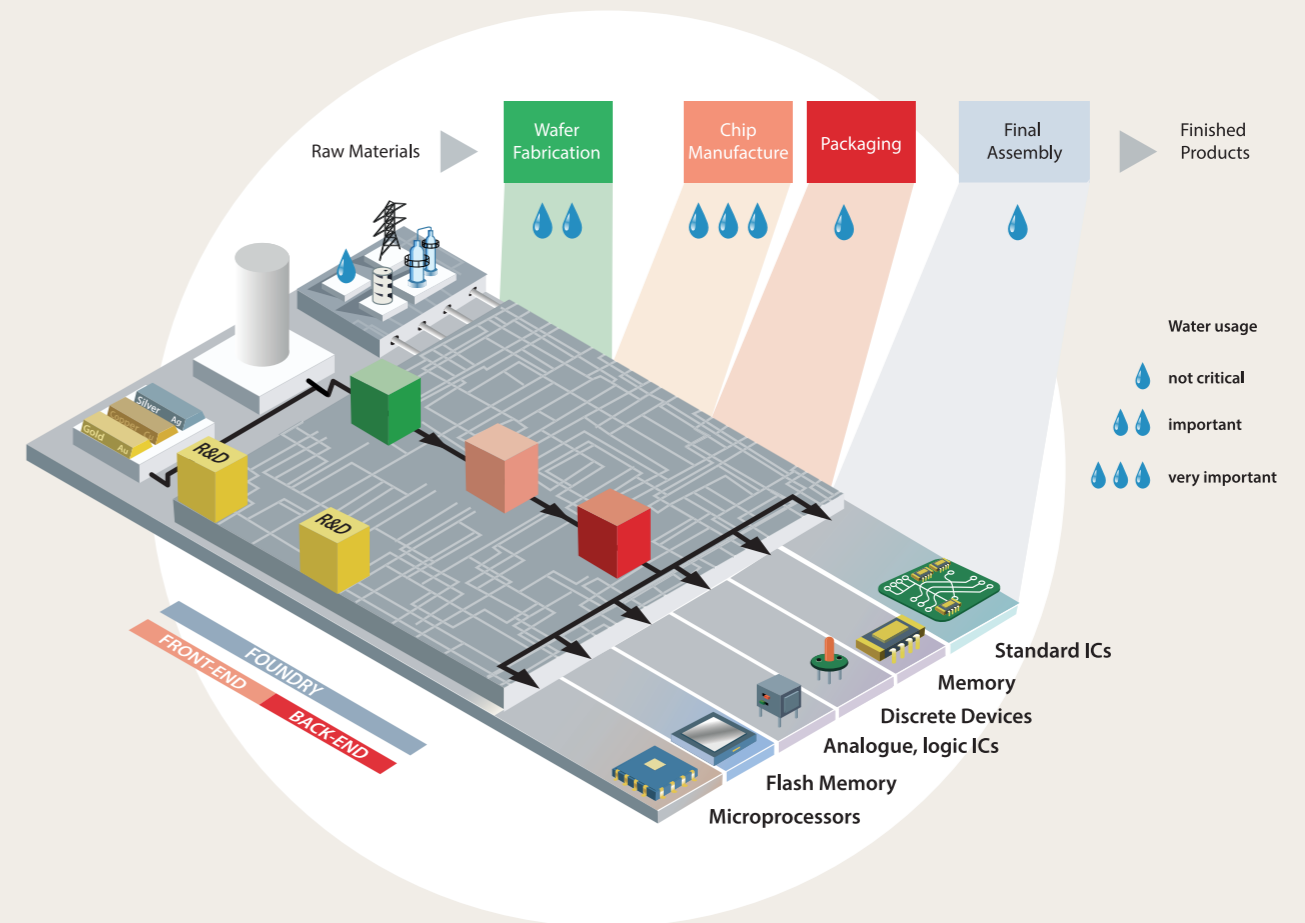 Raw Materials
Wafer
Fabrication
Chip
Manufacture
Packaging
Final
Assembly
Finished
Products
Water usage
not critical
important
very important
Silver Ag
Copper Cu
Gold Au
R&D
R&D
FOUNDRY
FRONT-END
BACK-END
Standard ICs
Memory
Discrete Devices
Analogue, logic ICs
Flash Memory
Microprocessors